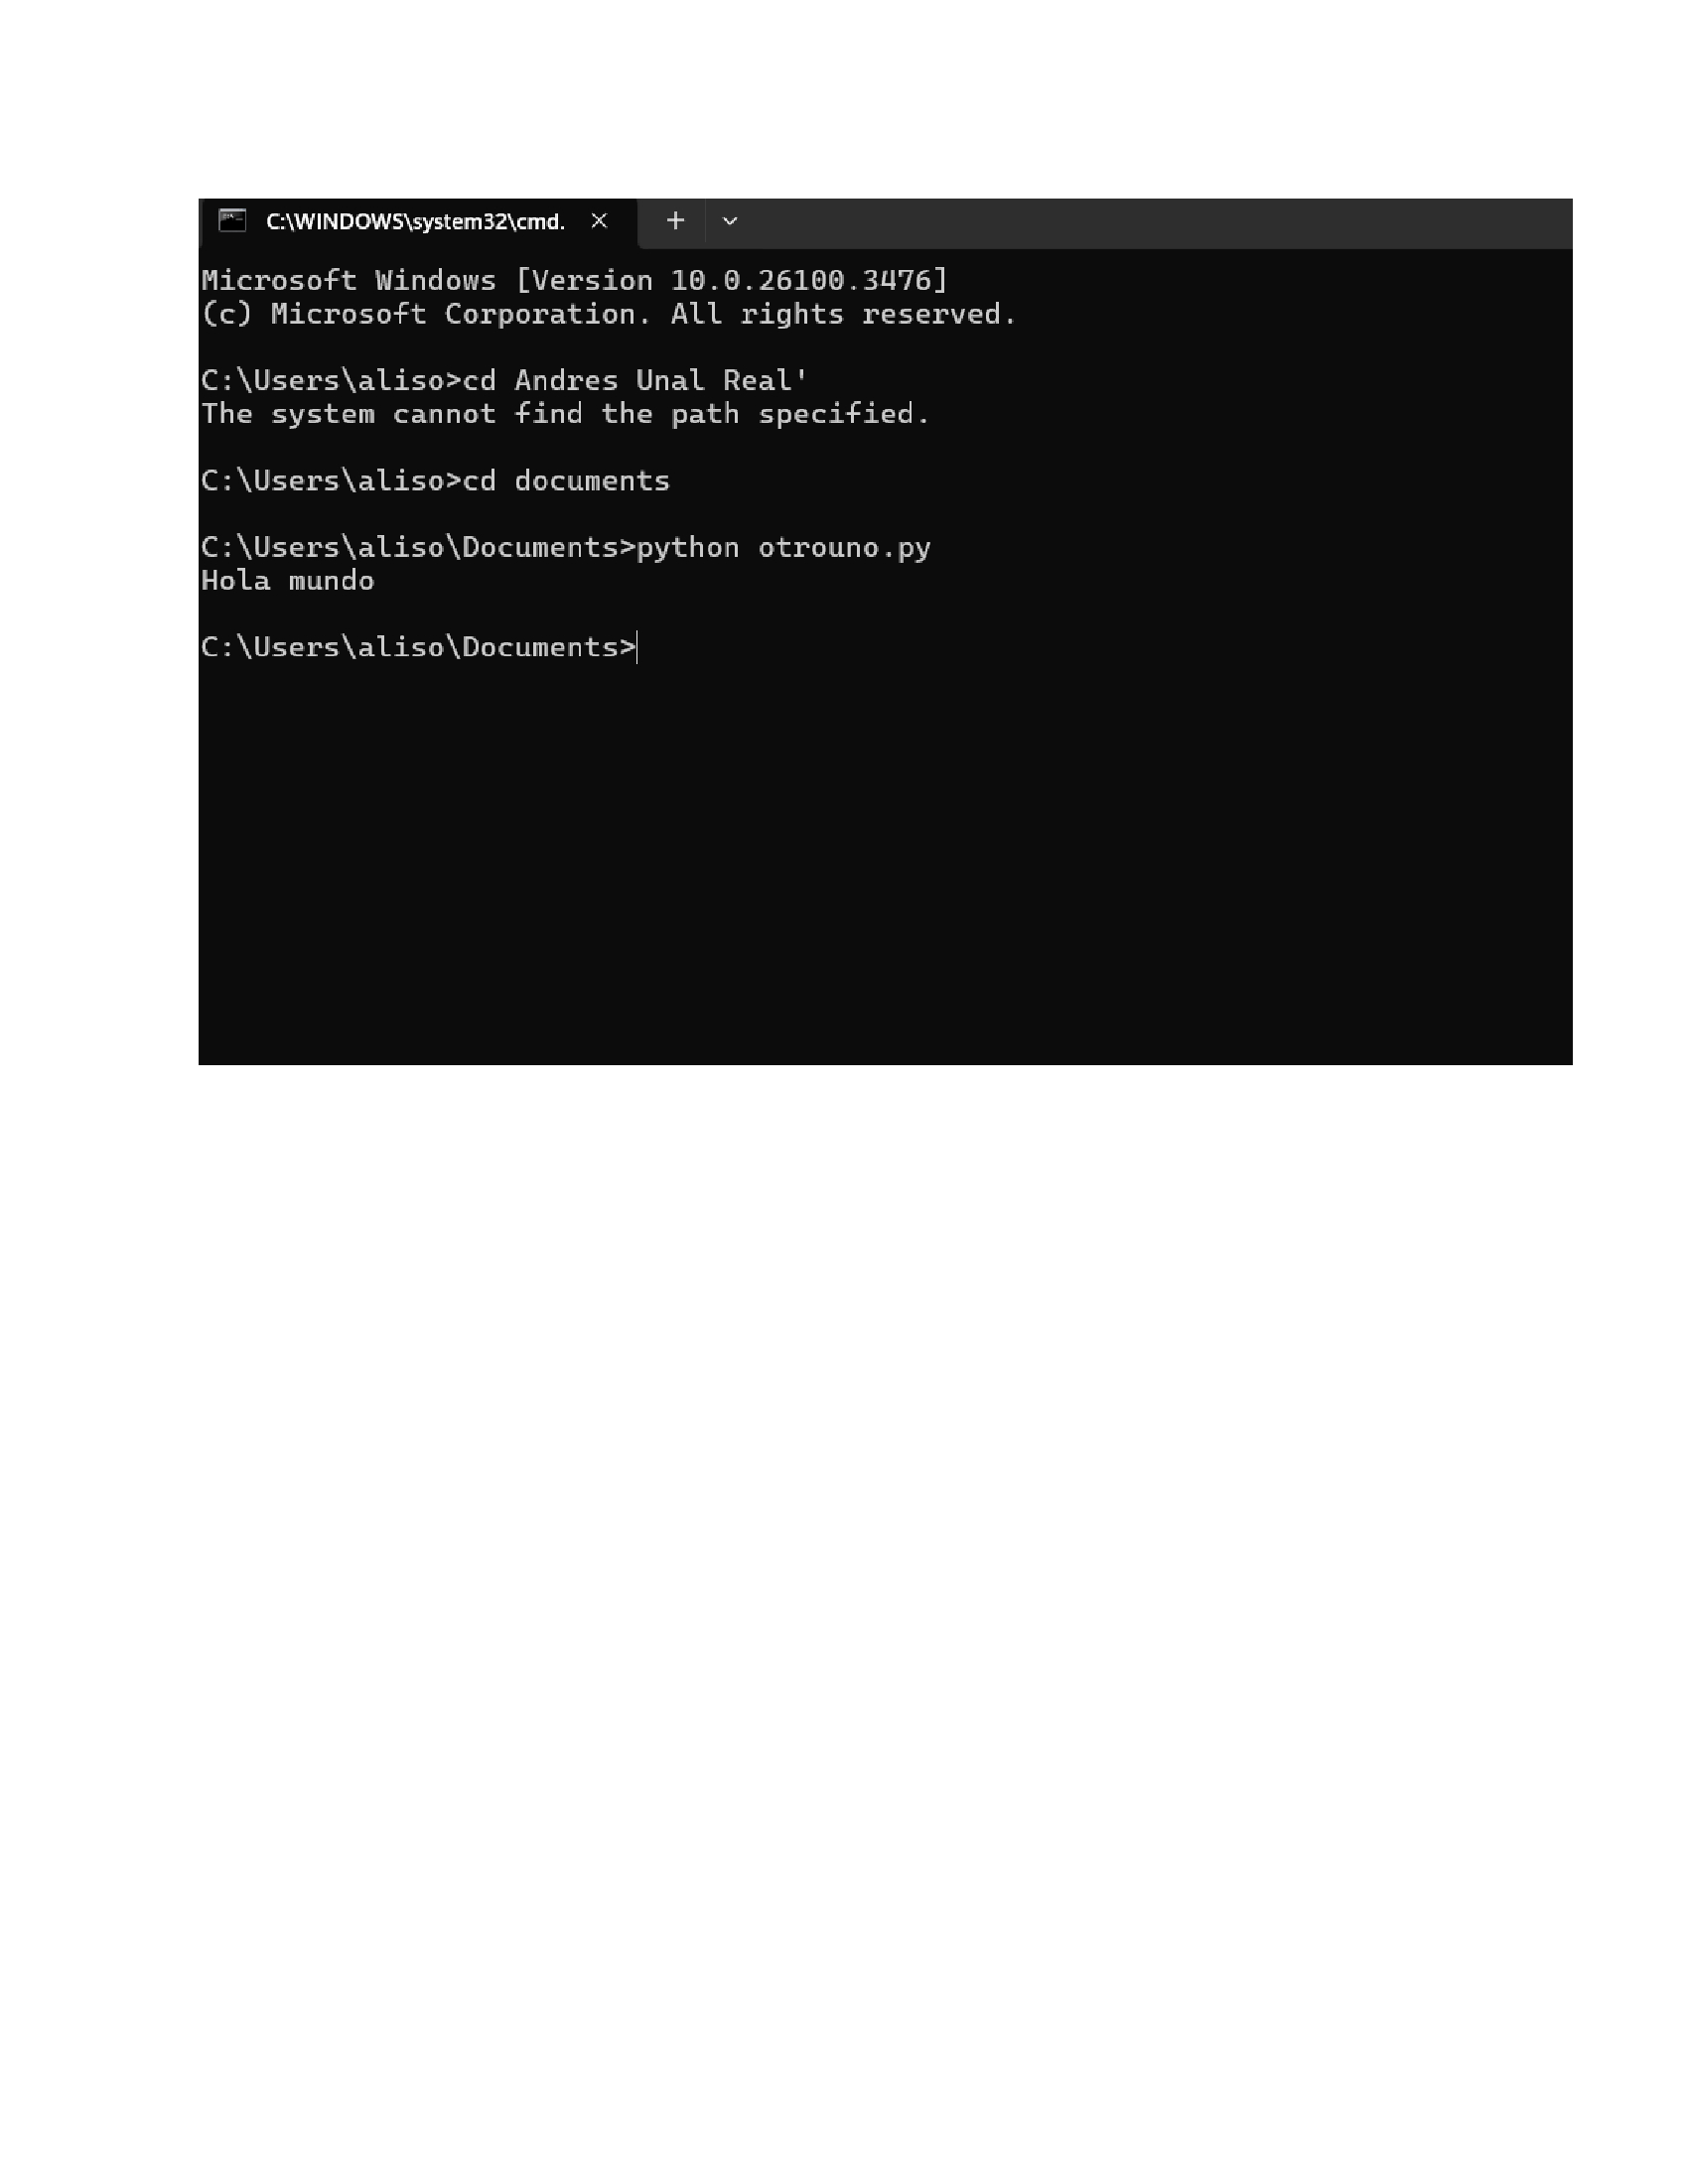 C:\WINDOWS\system32\cmd.
Microsoft Windows [Version 10.0.26100.3476]
(c) Microsoft Corporation. All rights reserved.
C:\Users\aliso>cd Andres Unal Real'
The system cannot find the path specified.
C:\Users\aliso>cd documents
C:\Users\aliso\Documents>python otrouno.py
Hola mundo
C:\Users\aliso\Documents>